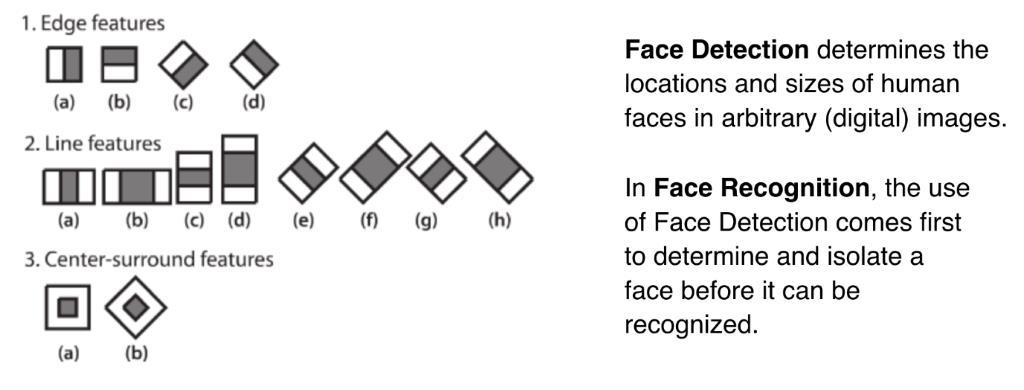 1. Edge features
(a) (b) (c) (d)
2. Line features
(a) (b) (c) (d) (e) (f) (g) (h)
3. Center-surround features
(a) (b)
Face Detection determines the
locations and sizes of human
faces in arbitrary (digital) images.
In Face Recognition, the use
of Face Detection comes first
to determine and isolate a
face before it can be
recognized.